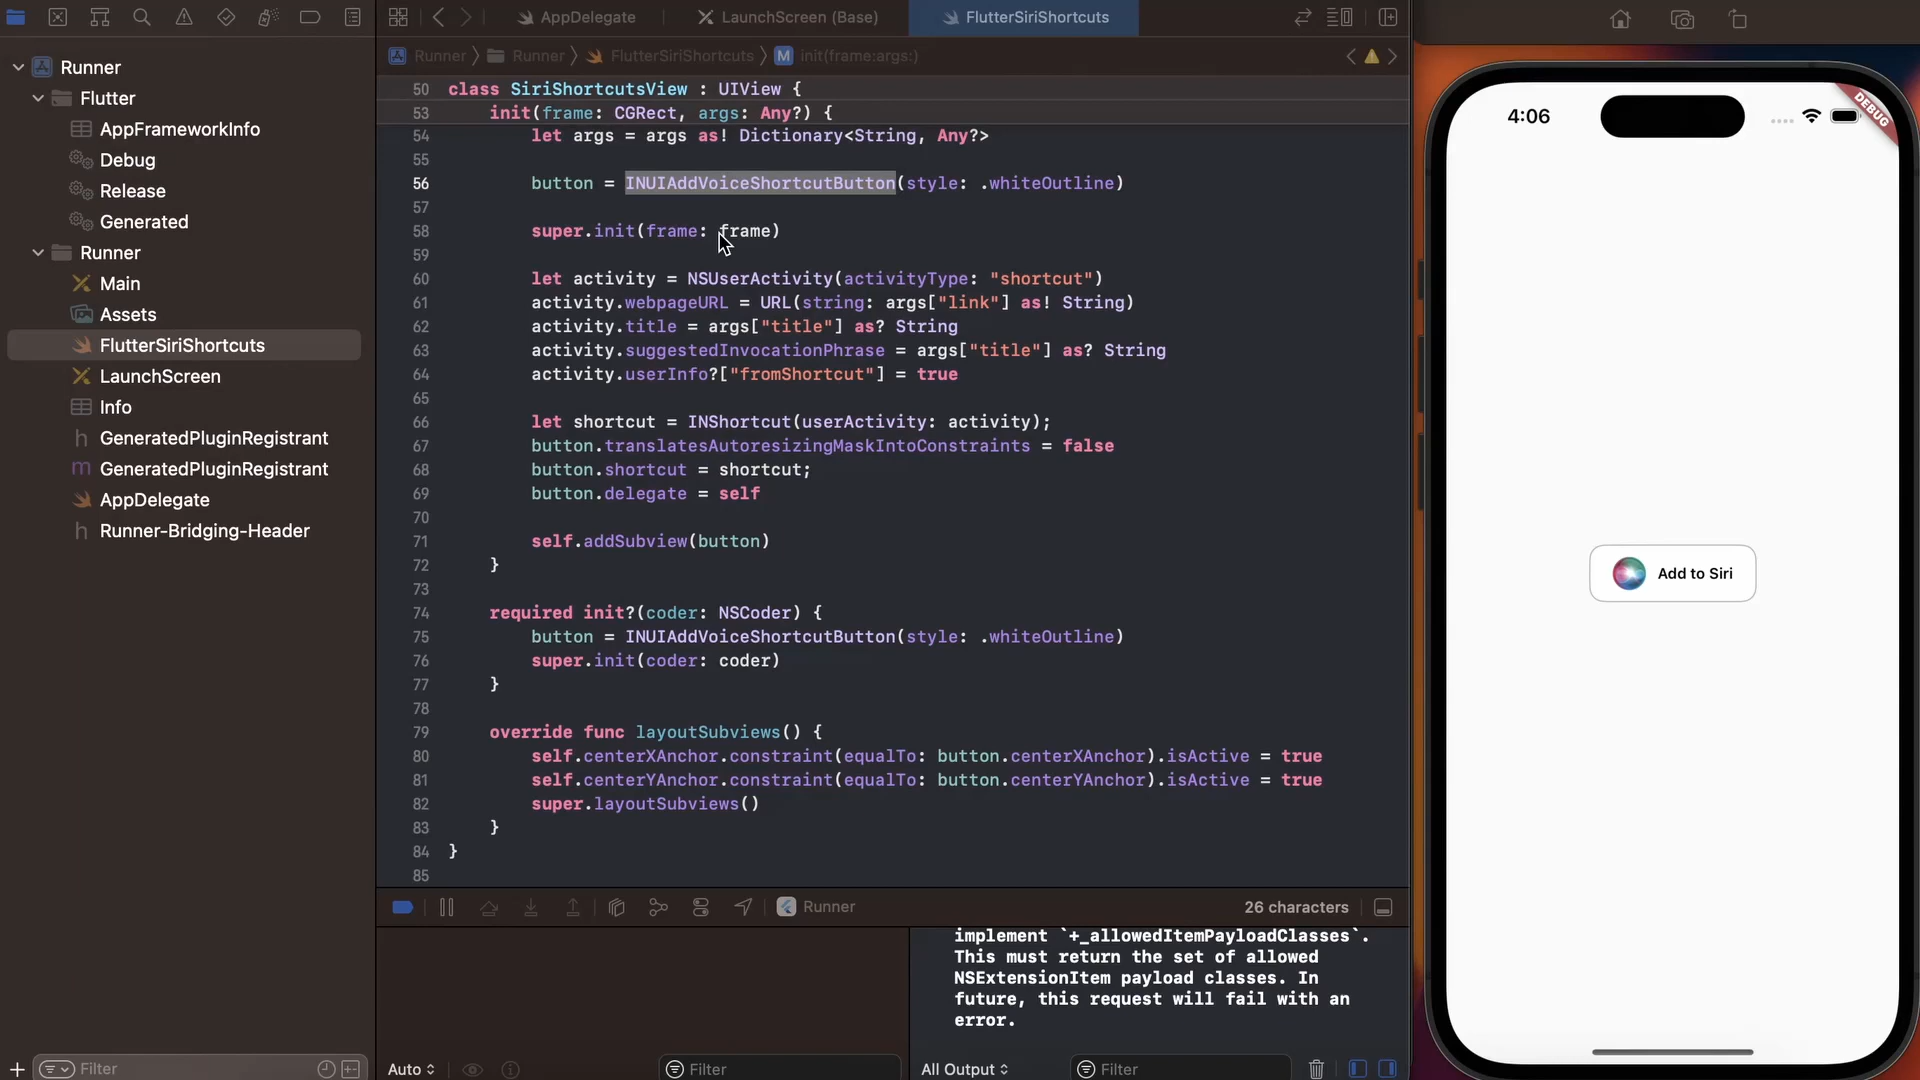 AppDelegate
LaunchScreen (Base)
FlutterSiriShortcuts
Runner
Flutter
AppFrameworkInfo
Debug
Release
Generated
Runner
Main
Assets
FlutterSiriShortcuts
LaunchScreen
Info
h GeneratedPluginRegistrant
m GeneratedPluginRegistrant
AppDelegate
h Runner-Bridging-Header
Filter
Runner
Runner
FlutterSiriShortcuts
M init(frame:args:)
50 class SiriShortcutsView : UIView {
53 init(frame: CGRect, args: Any?) {
54 let args = args as! Dictionary<String, Any?>
55
56 button = INUIAddVoiceShortcutButton(style: .whiteOutline)
57
58 super.init(frame: frame)
59
60 let activity = NSUserActivity(activityType: "shortcut")
61 activity.webpageURL = URL(string: args["link"] as! String)
62 activity.title = args["title"] as? String
63 activity.suggestedInvocationPhrase = args["title"] as? String
64 activity.userInfo?["fromShortcut"] = true
65
66 let shortcut = INShortcut(userActivity: activity);
67 button.translatesAutoresizingMaskIntoConstraints = false
68 button.shortcut = shortcut;
69 button.delegate = self
70
71 self.addSubview(button)
72 }
73
74 required init?(coder: NSCoder) {
75 button = INUIAddVoiceShortcutButton(style: .whiteOutline)
76 super.init(coder: coder)
77 }
78
79 override func layoutSubviews() {
80 self.centerXAnchor.constraint(equalTo: button.centerXAnchor).isActive = true
81 self.centerYAnchor.constraint(equalTo: button.centerYAnchor).isActive = true
82 super.layoutSubviews()
83 }
84 }
85
Runner
26 characters
implement `+_allowedItemPayloadClasses`.
This must return the set of allowed
NSExtensionItem payload classes. In
future, this request will fail with an
error.
Auto
Filter
All Output
Filter
4:06
DEBUG
Add to Siri